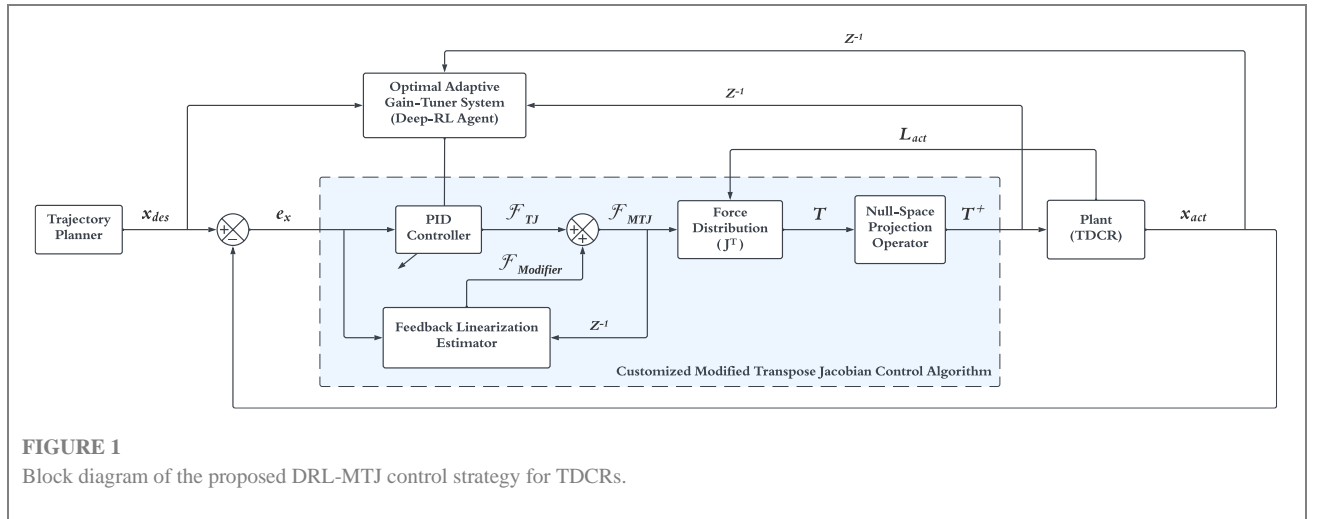 Z⁻¹
Optimal Adaptive
Gain-Tuner System
(Deep-RL Agent)
Z⁻¹
L_act
Trajectory
Planner
x_des
+
−
e_x
PID
Controller
ℱ_TJ
+
+
ℱ_MTJ
Force
Distribution
(Jᵀ)
T
Null-Space
Projection
Operator
T⁺
Plant
(TDCR)
x_act
ℱ_Modifier
Feedback Linearization
Estimator
Z⁻¹
Customized Modified Transpose Jacobian Control Algorithm
FIGURE 1
Block diagram of the proposed DRL-MTJ control strategy for TDCRs.